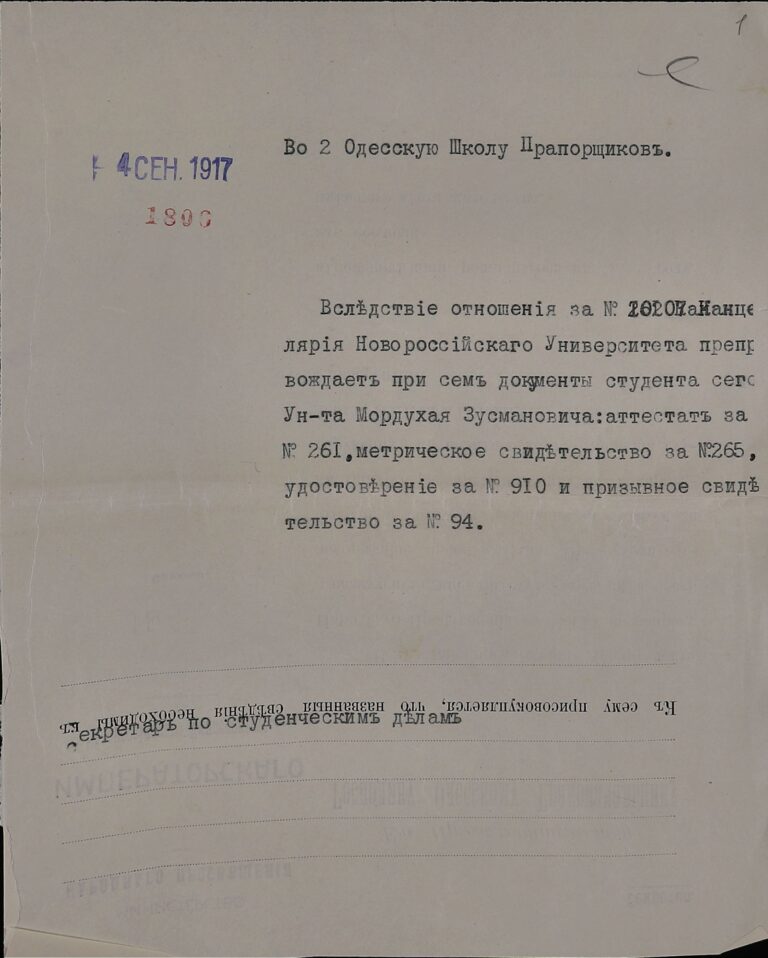 1
4 СЕН. 1917
Во 2 Одесскую Школу Прапорщиковъ.
Вслѣдствіе отношенія за №
лярія Новороссійскаго Университета препр
вождаетъ при семъ документы студента сего
Ун-та Мордухая Зусмановича:аттестатъ за
№ 261,метрическое свидѣтельство за №265,
удостовѣреніе за № 910 и призывное свидѣ
тельство за № 94.
Къ сему присовокупляется, что названныя свѣдѣнія необходимы къ
Секретарь по студенческимъ дѣламъ
ИМПЕРАТОРСКАГО